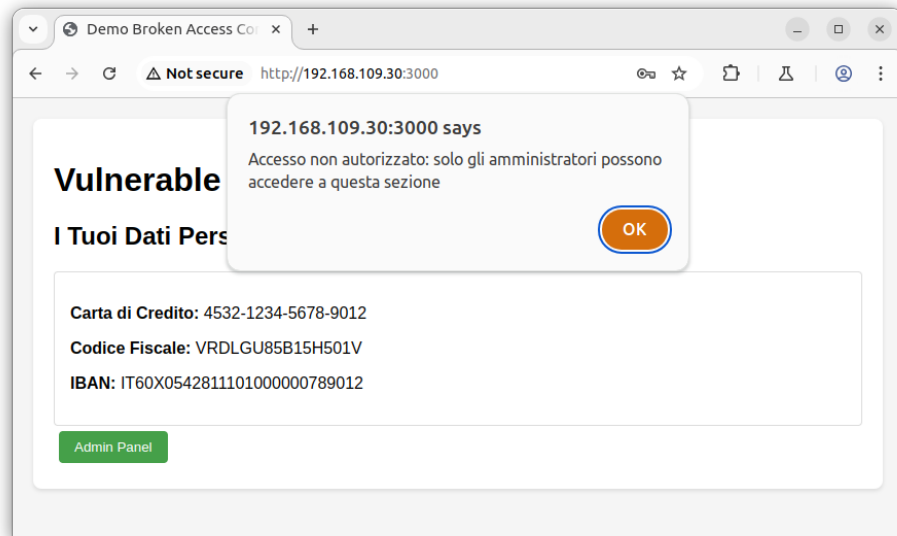 Demo Broken Access Co
Not secure http://192.168.109.30:3000
192.168.109.30:3000 says
Accesso non autorizzato: solo gli amministratori possono
accedere a questa sezione
OK
Vulnerable
I Tuoi Dati Pers
Carta di Credito: 4532-1234-5678-9012
Codice Fiscale: VRDLGU85B15H501V
IBAN: IT60X0542811101000000789012
Admin Panel